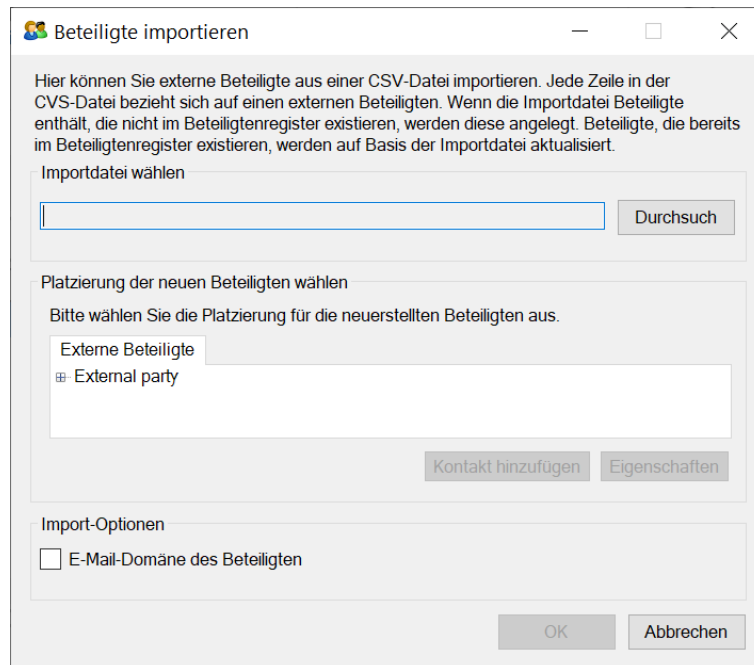 Beteiligte importieren
Hier können Sie externe Beteiligte aus einer CSV-Datei importieren. Jede Zeile in der
CVS-Datei bezieht sich auf einen externen Beteiligten. Wenn die Importdatei Beteiligte
enthält, die nicht im Beteiligtenregister existieren, werden diese angelegt. Beteiligte, die bereits
im Beteiligtenregister existieren, werden auf Basis der Importdatei aktualisiert.
Importdatei wählen
Durchsuch
Platzierung der neuen Beteiligten wählen
Bitte wählen Sie die Platzierung für die neuerstellten Beteiligten aus.
Externe Beteiligte
External party
Kontakt hinzufügen Eigenschaften
Import-Optionen
E-Mail-Domäne des Beteiligten
OK Abbrechen